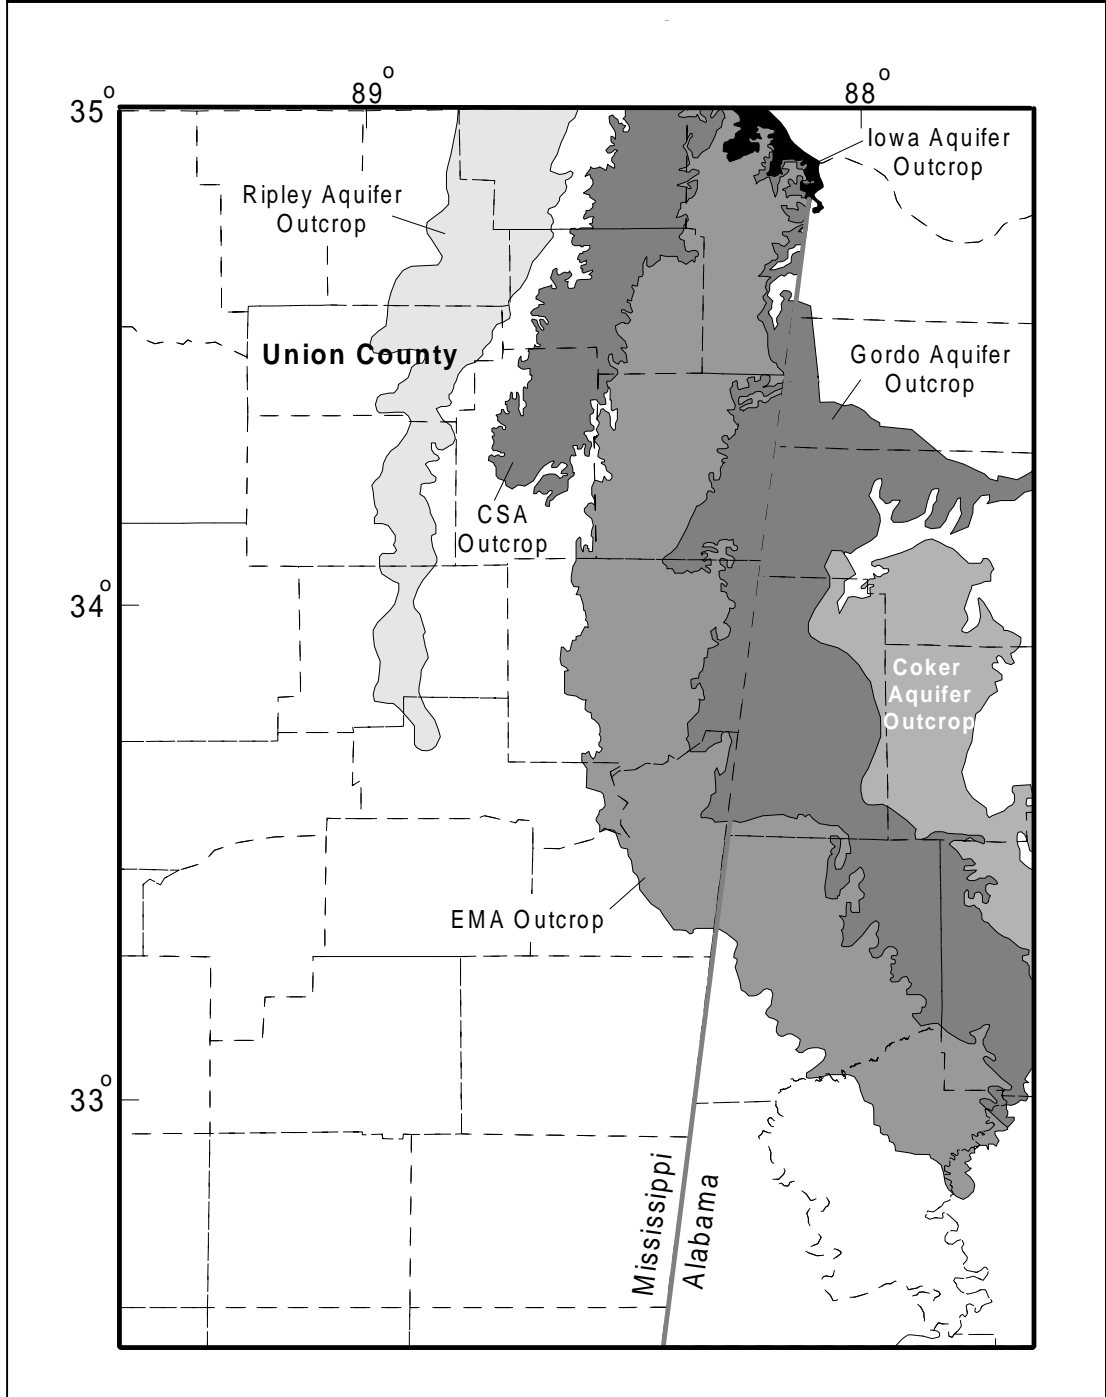 89°
88°
35°
Iowa Aquifer
Outcrop
Ripley Aquifer
Outcrop
Union County
Gordo Aquifer
Outcrop
CSA
Outcrop
34°
Coker
Aquifer
Outcrop
EMA Outcrop
33°
Mississippi
Alabama